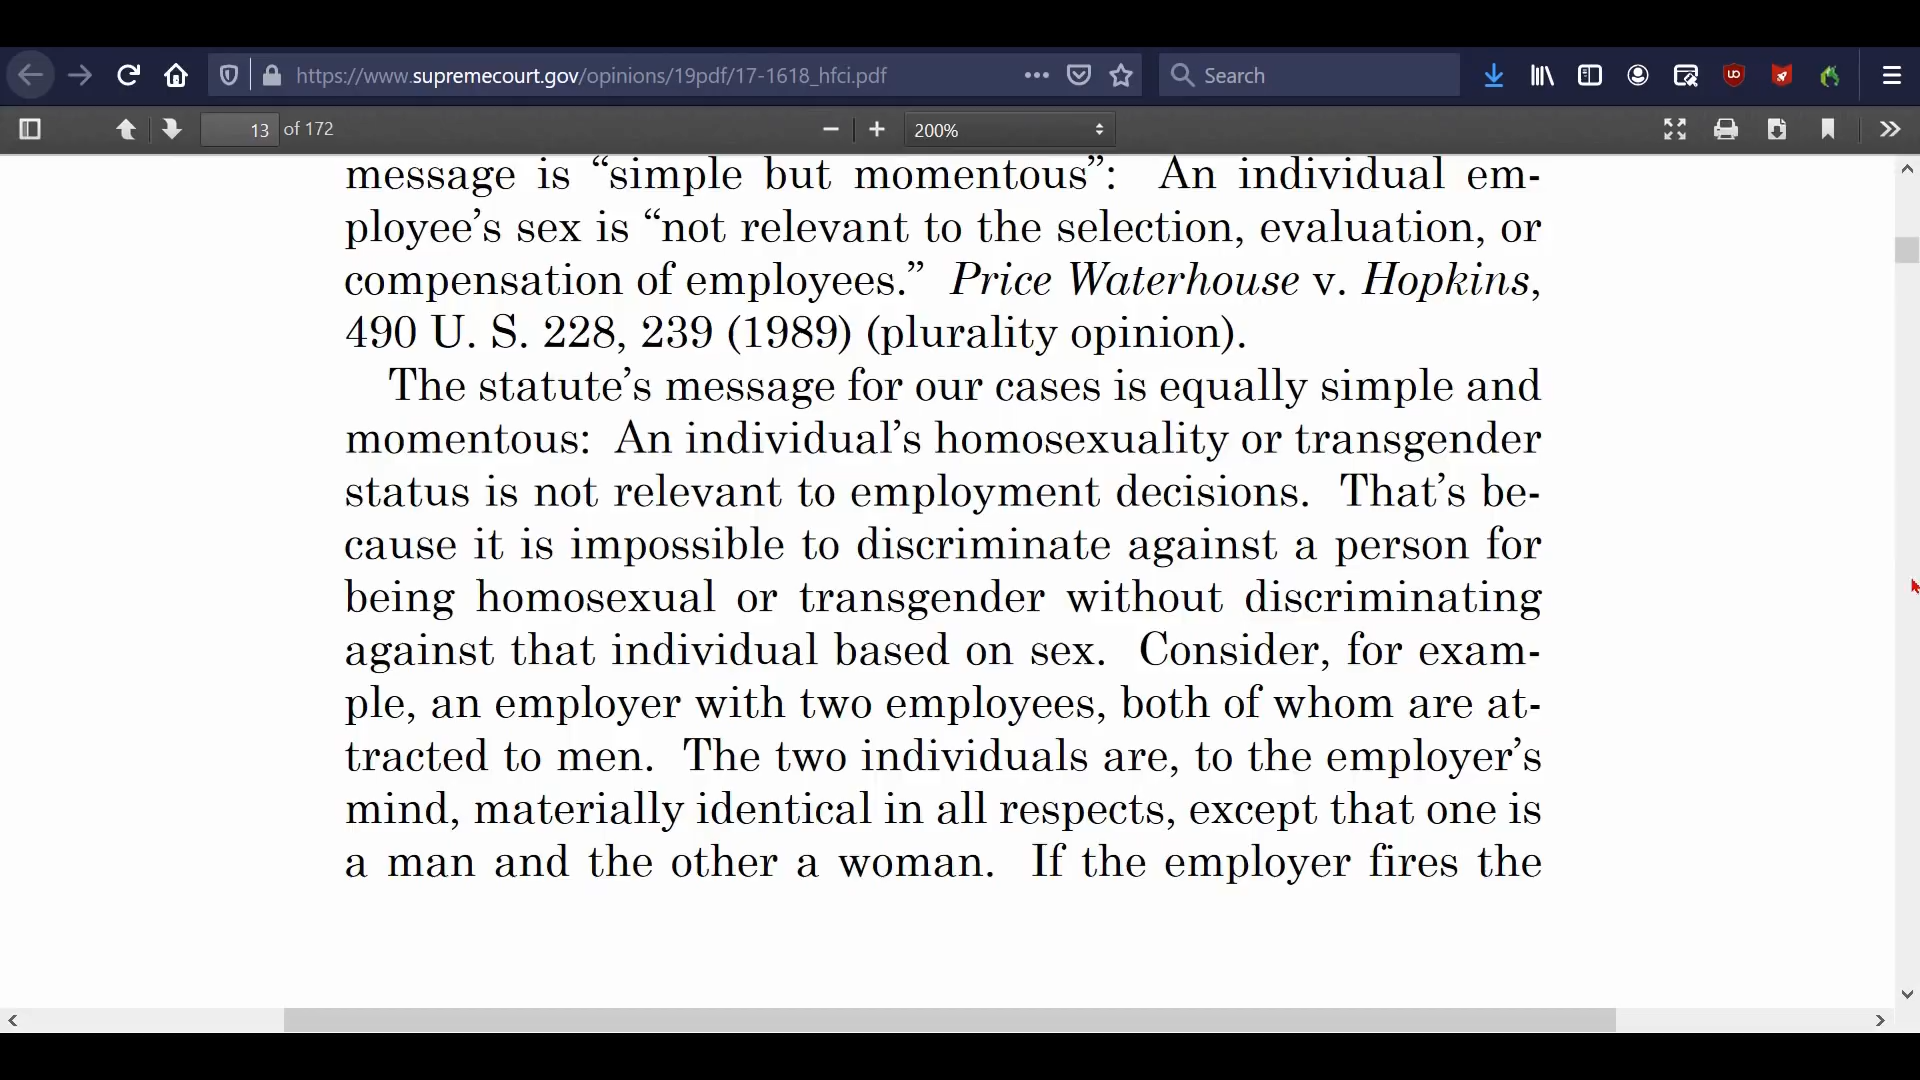 https://www.supremecourt.gov/opinions/19pdf/17-1618_hfci.pdf
Search
13 of 172
200%
message is “simple but momentous”: An individual em-
ployee’s sex is “not relevant to the selection, evaluation, or
compensation of employees.” Price Waterhouse v. Hopkins,
490 U. S. 228, 239 (1989) (plurality opinion).
The statute’s message for our cases is equally simple and
momentous: An individual’s homosexuality or transgender
status is not relevant to employment decisions. That’s be-
cause it is impossible to discriminate against a person for
being homosexual or transgender without discriminating
against that individual based on sex. Consider, for exam-
ple, an employer with two employees, both of whom are at-
tracted to men. The two individuals are, to the employer’s
mind, materially identical in all respects, except that one is
a man and the other a woman. If the employer fires the